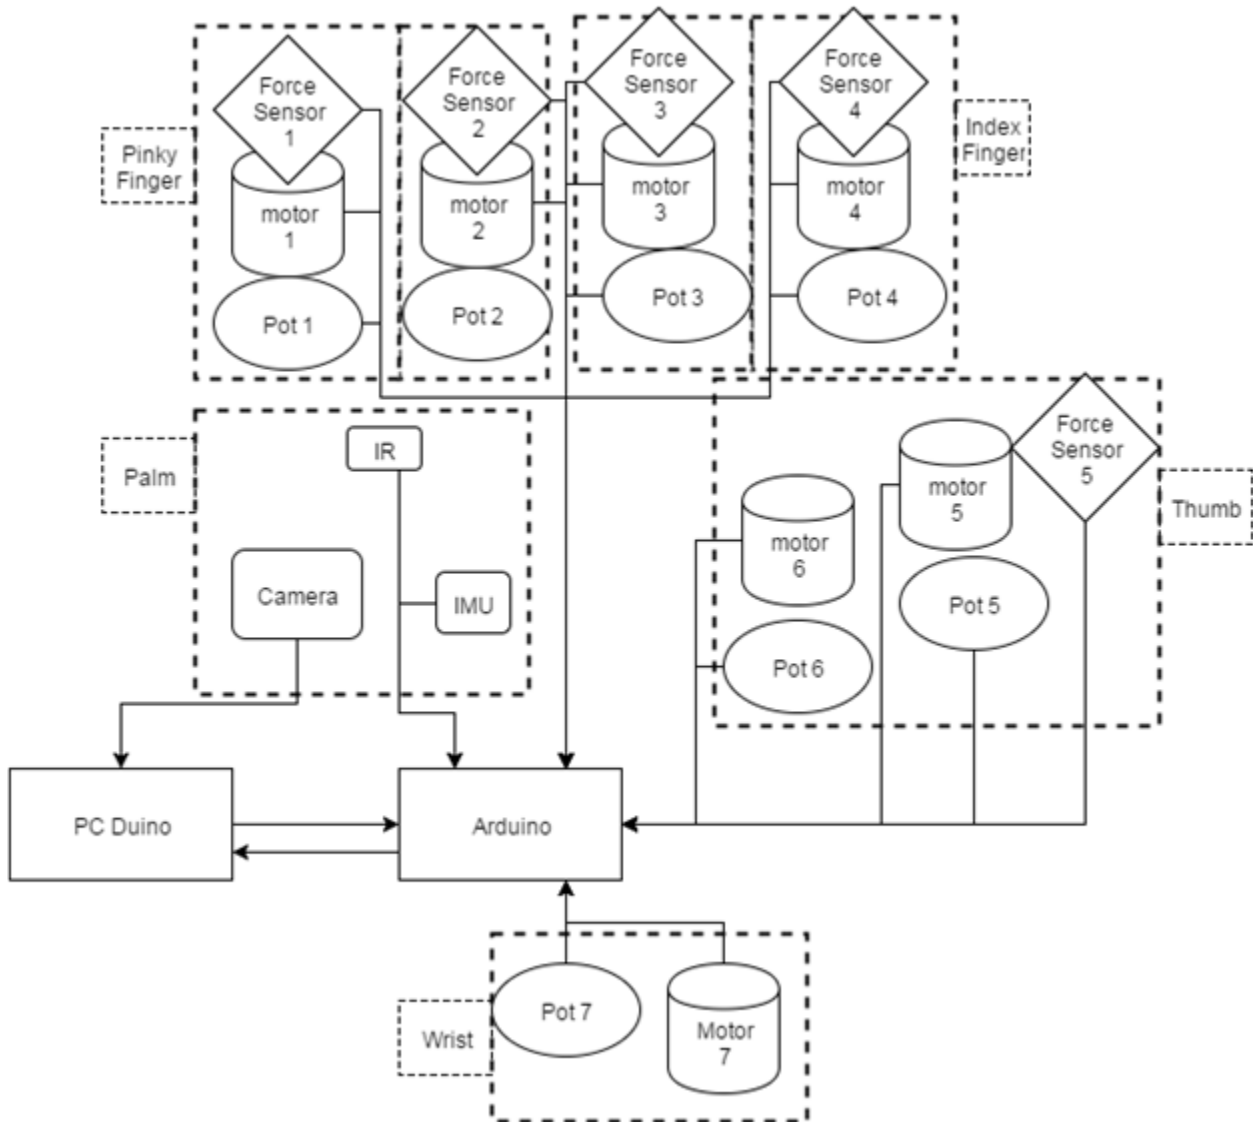 Force
Sensor
1
Force
Sensor
2
Force
Sensor
3
Force
Sensor
4
Pinky
Finger
Index
Finger
motor
1
motor
2
motor
3
motor
4
Pot 1
Pot 2
Pot 3
Pot 4
Palm
IR
Camera
IMU
motor
6
Pot 6
motor
5
Pot 5
Force
Sensor
5
Thumb
PC Duino
Arduino
Wrist
Pot 7
Motor
7